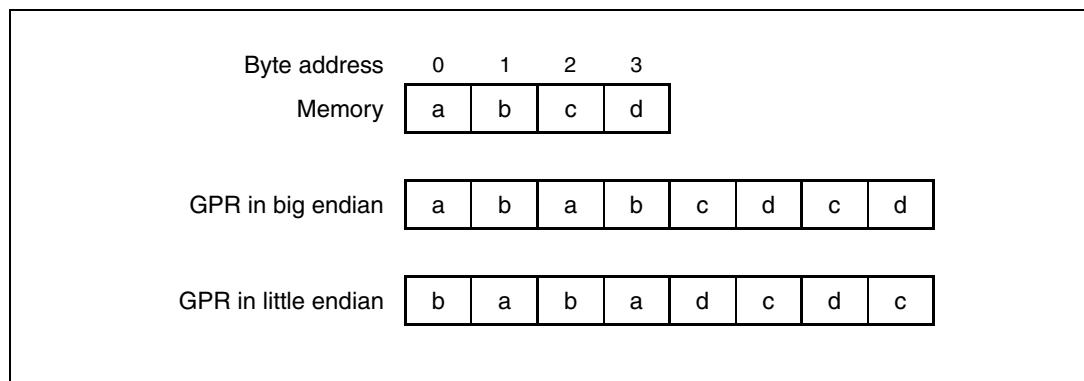 Byte address 0 1 2 3
Memory a b c d
GPR in big endian a b a b c d c d
GPR in little endian b a b a d c d c